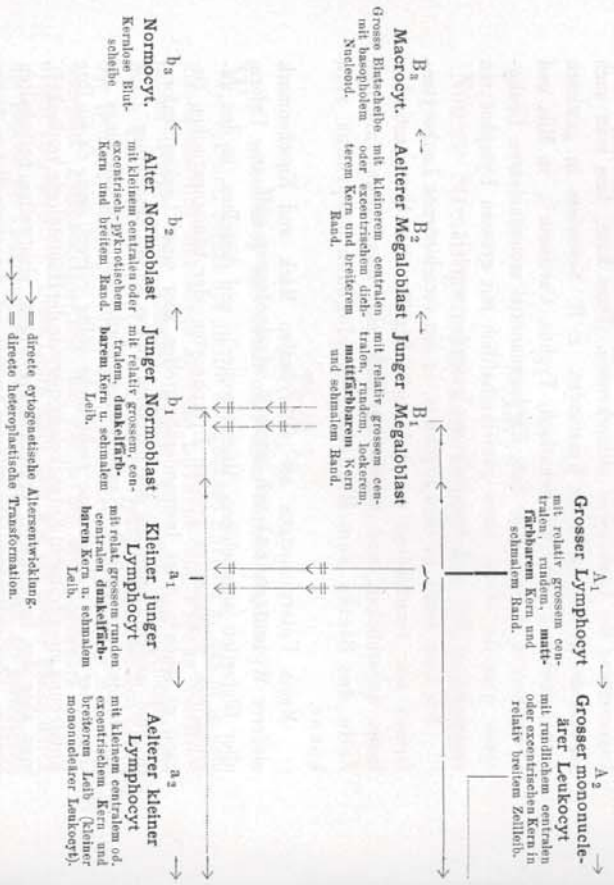 A1
Grosser Lymphocyt
mit relativ grossem cen-
tralen, rundem, matt-
färbbarem Kern und
schmalem Rand.
A2
Grosser mononucle-
ärer Leukocyt
mit rundlichem centralen
oder excentrischen Kern in
relativ breitem Zellleib.
B3
Macrocyt.
Grosse Blutscheibe
mit basopholem
Nucleoid.
B2
Aelterer Megaloblast
mit kleinerem centralen
oder excentrischem dich-
terem Kern und breiterem
Rand.
B1
Junger Megaloblast
mit relativ grossem cen-
tralen, rundem, lockerem,
mattfärbbarem Kern
und schmalem Rand.
b3
Normocyt.
Kernlose Blut-
scheibe
b2
Alter Normoblast
mit kleinem centralen oder
excentrisch-pyknotischem
Kern und breitem Rand.
b1
Junger Normoblast
mit relativ grossem, cen-
tralem, dunkelfärb-
barem Kern u. schmalem
Leib.
a1
Kleiner junger
Lymphocyt
mit relat. grossem runden
centralen dunkelfärb-
baren Kern u. schmalem
Leib.
a2
Aelterer kleiner
Lymphocyt
mit kleinem centralem od.
excentrischem Kern und
breiterem Leib (kleiner
mononucleärer Leukocyt).
→ = directe cytogenetische Altersentwicklung.
→→ = directe heteroplastische Transformation.